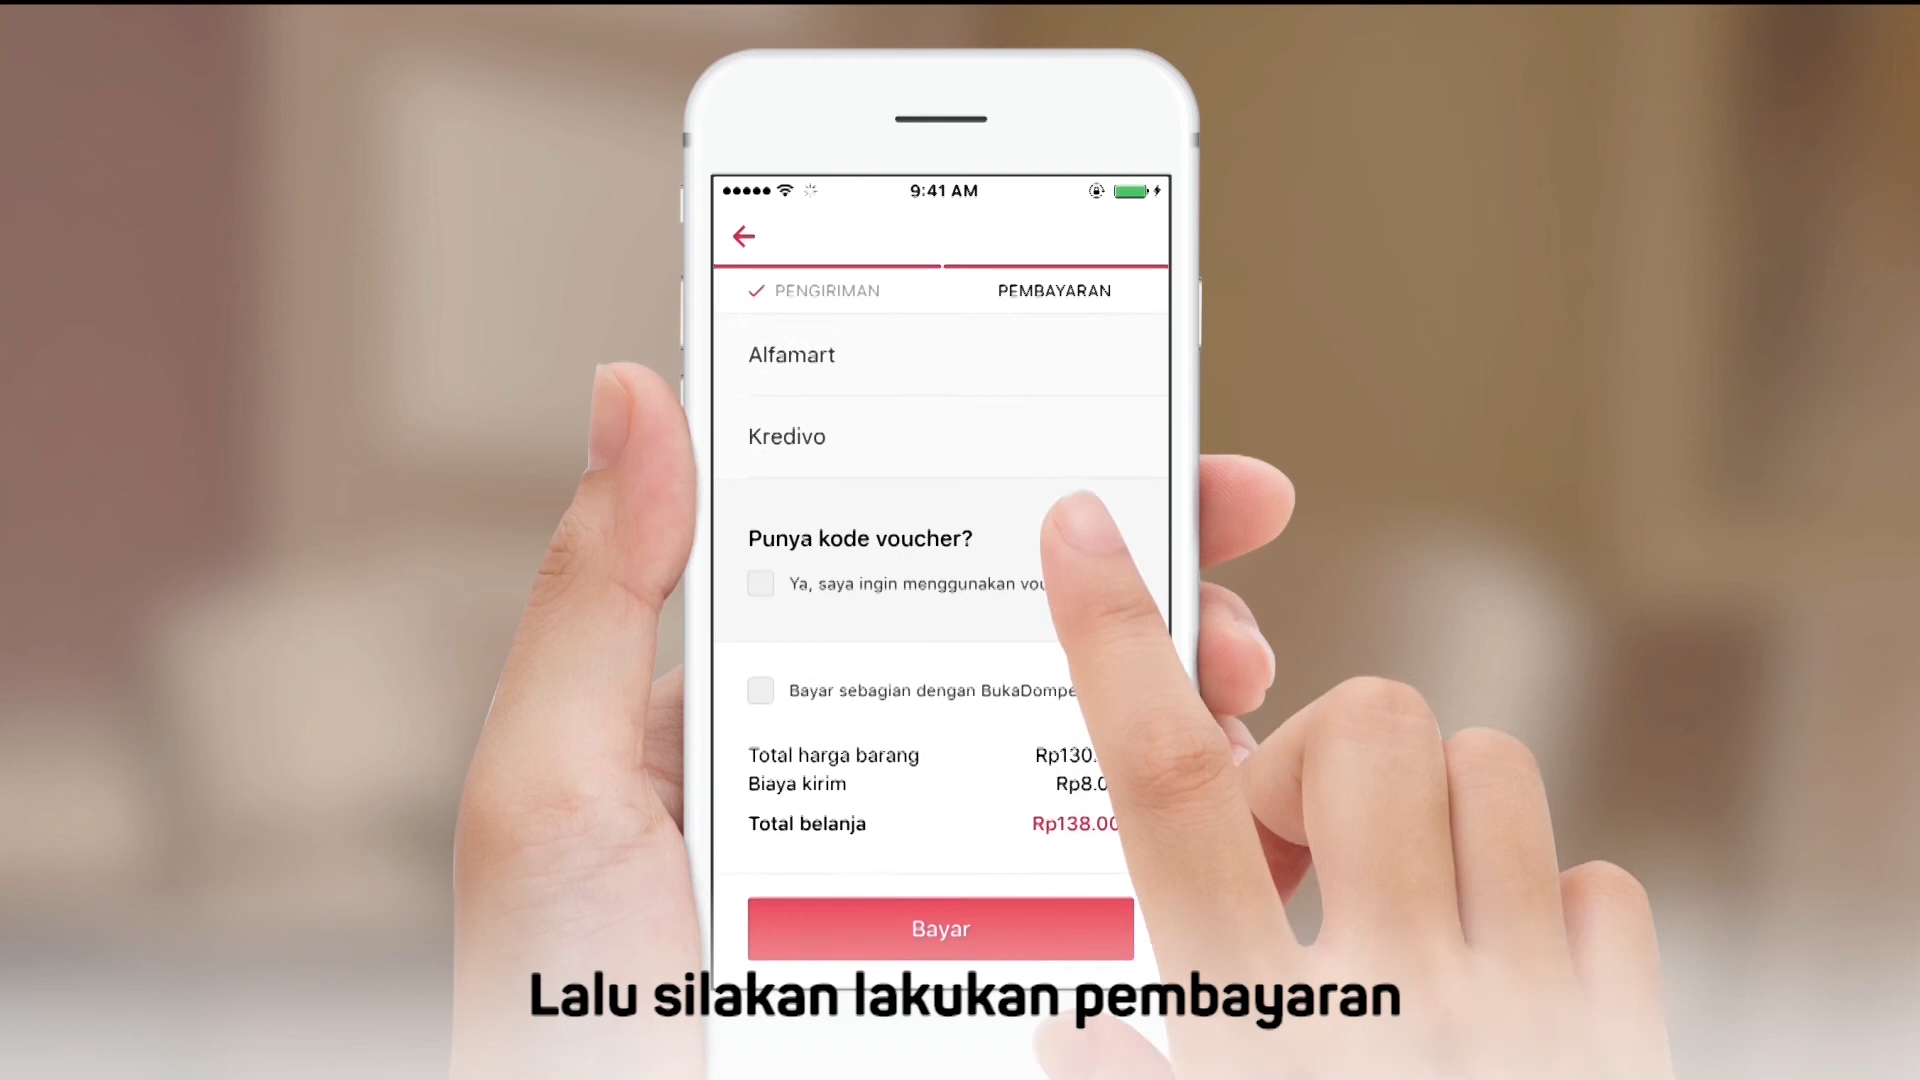 9:41 AM
PENGIRIMAN PEMBAYARAN
Alfamart
Kredivo
Punya kode voucher?
Ya, saya ingin menggunakan
Bayar sebagian dengan
Total harga barang
Biaya kirim
Total belanja
Bayar
Lalu silakan lakukan pembayaran